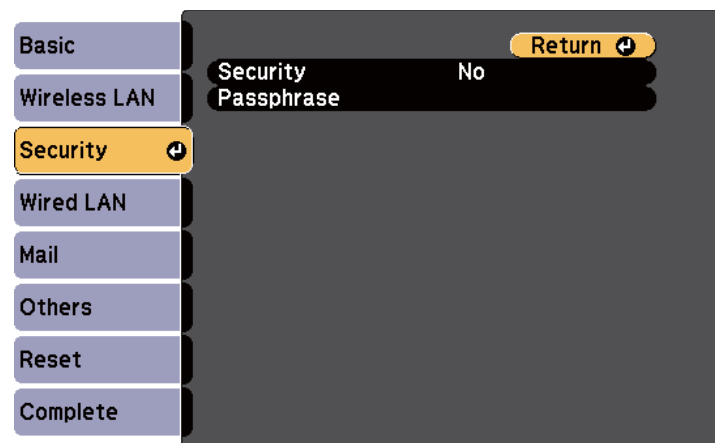 Basic
Wireless LAN
Security
Wired LAN
Mail
Others
Reset
Complete
Return
Security No
Passphrase